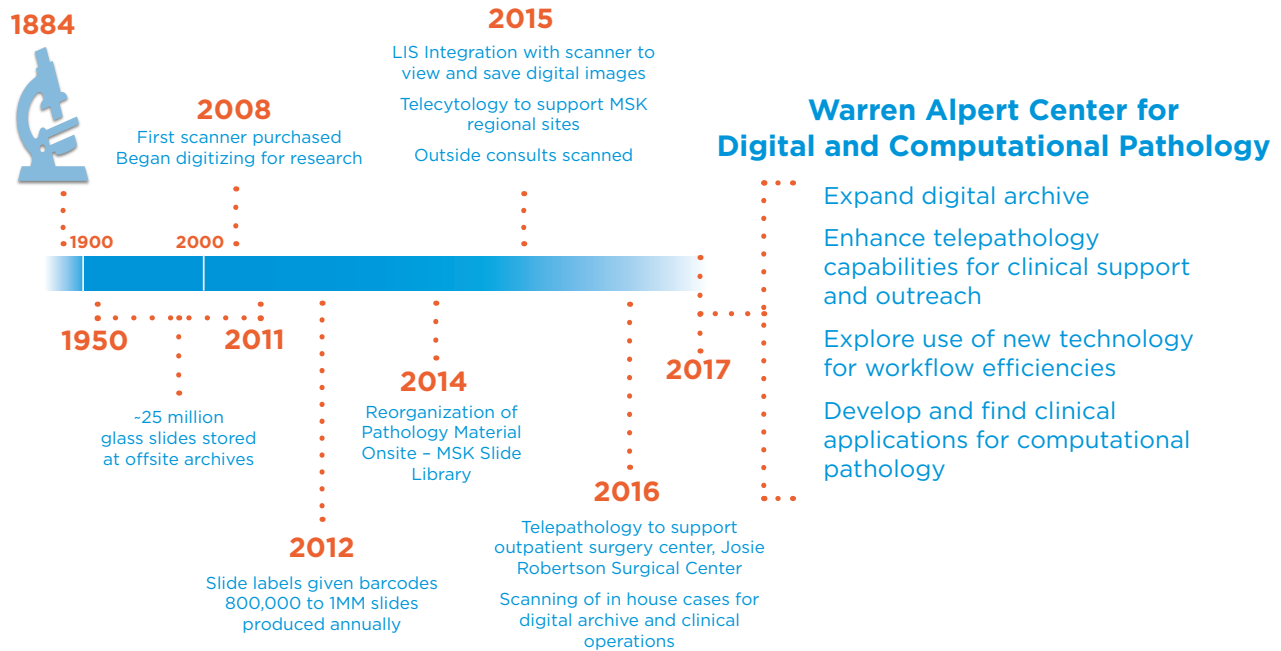 1884
2008
First scanner purchased
Began digitizing for research
2015
LIS Integration with scanner to
view and save digital images
Telecytology to support MSK
regional sites
Outside consults scanned
1900
2000
1950
2011
~25 million
glass slides stored
at offsite archives
2012
Slide labels given barcodes
800,000 to 1MM slides
produced annually
2014
Reorganization of
Pathology Material
Onsite – MSK Slide
Library
2016
Telepathology to support
outpatient surgery center, Josie
Robertson Surgical Center
Scanning of in house cases for
digital archive and clinical
operations
2017
Warren Alpert Center for
Digital and Computational Pathology
Expand digital archive
Enhance telepathology
capabilities for clinical support
and outreach
Explore use of new technology
for workflow efficiencies
Develop and find clinical
applications for computational
pathology